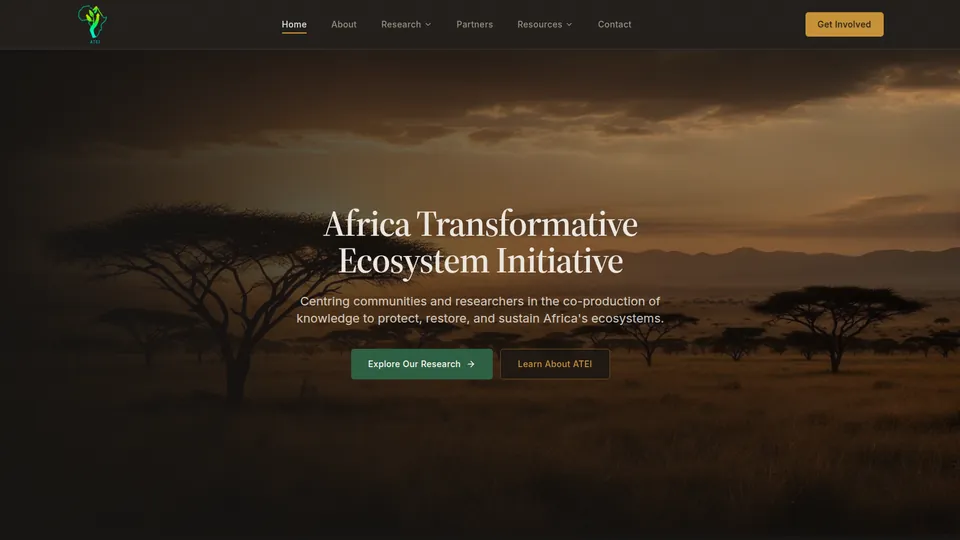 ATEI
Home
About
Research
Partners
Resources
Contact
Get Involved
Africa Transformative
Ecosystem Initiative
Centring communities and researchers in the co-production of
knowledge to protect, restore, and sustain Africa's ecosystems.
Explore Our Research
Learn About ATEI